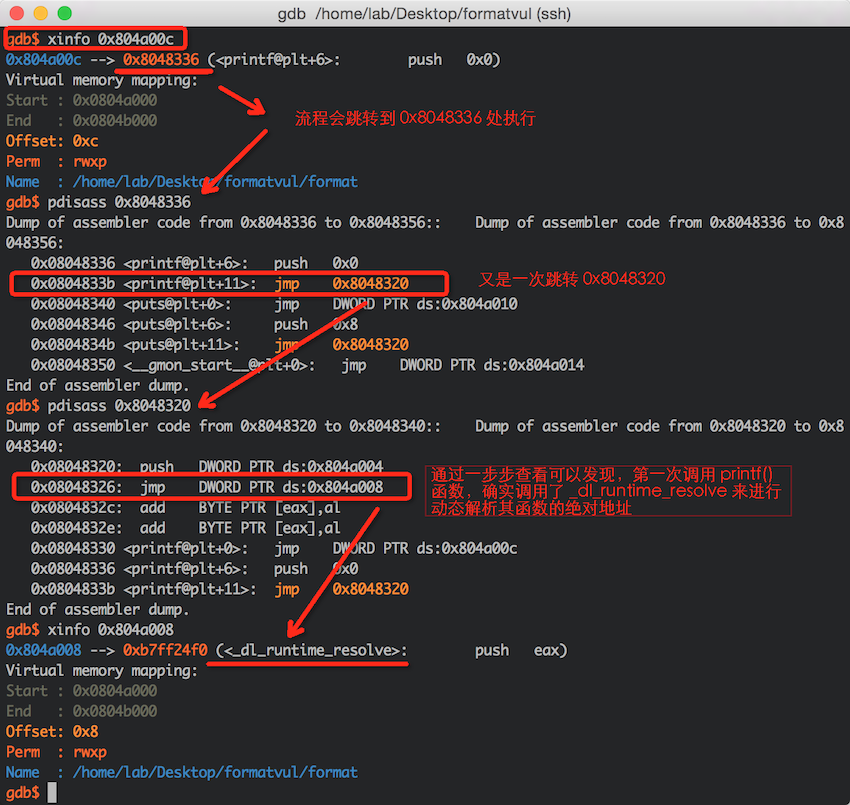 gdb /home/lab/Desktop/formatvul (ssh)
gdb$ xinfo 0x804a00c
0x804a00c --> 0x8048336 (<printf@plt+6>: push 0x0)
Virtual memory mapping:
Start : 0x0804a000
End : 0x0804b000
流程会跳转到 0x8048336 处执行
Offset: 0xc
Perm : rwxp
Name : /home/lab/Desktop/formatvul/format
gdb$ pdisass 0x8048336
Dump of assembler code from 0x8048336 to 0x8048356:: Dump of assembler code from 0x8048336 to 0x8
048356:
0x08048336 <printf@plt+6>: push 0x0
0x0804833b <printf@plt+11>: jmp 0x8048320
又是一次跳转 0x8048320
0x08048340 <puts@plt+0>: jmp DWORD PTR ds:0x804a010
0x08048346 <puts@plt+6>: push 0x8
0x0804834b <puts@plt+11>: jmp 0x8048320
0x08048350 <__gmon_start__@plt+0>: jmp DWORD PTR ds:0x804a014
End of assembler dump.
gdb$ pdisass 0x8048320
Dump of assembler code from 0x8048320 to 0x8048340:: Dump of assembler code from 0x8048320 to 0x8
048340:
0x08048320: push DWORD PTR ds:0x804a004
0x08048326: jmp DWORD PTR ds:0x804a008
0x0804832c: add BYTE PTR [eax],al
0x0804832e: add BYTE PTR [eax],al
通过一步步查看可以发现，第一次调用 printf()
函数，确实调用了 _dl_runtime_resolve 来进行
动态解析其函数的绝对地址
0x08048330 <printf@plt+0>: jmp DWORD PTR ds:0x804a00c
0x08048336 <printf@plt+6>: push 0x0
0x0804833b <printf@plt+11>: jmp 0x8048320
End of assembler dump.
gdb$ xinfo 0x804a008
0x804a008 --> 0xb7ff24f0 (<_dl_runtime_resolve>: push eax)
Virtual memory mapping:
Start : 0x0804a000
End : 0x0804b000
Offset: 0x8
Perm : rwxp
Name : /home/lab/Desktop/formatvul/format
gdb$